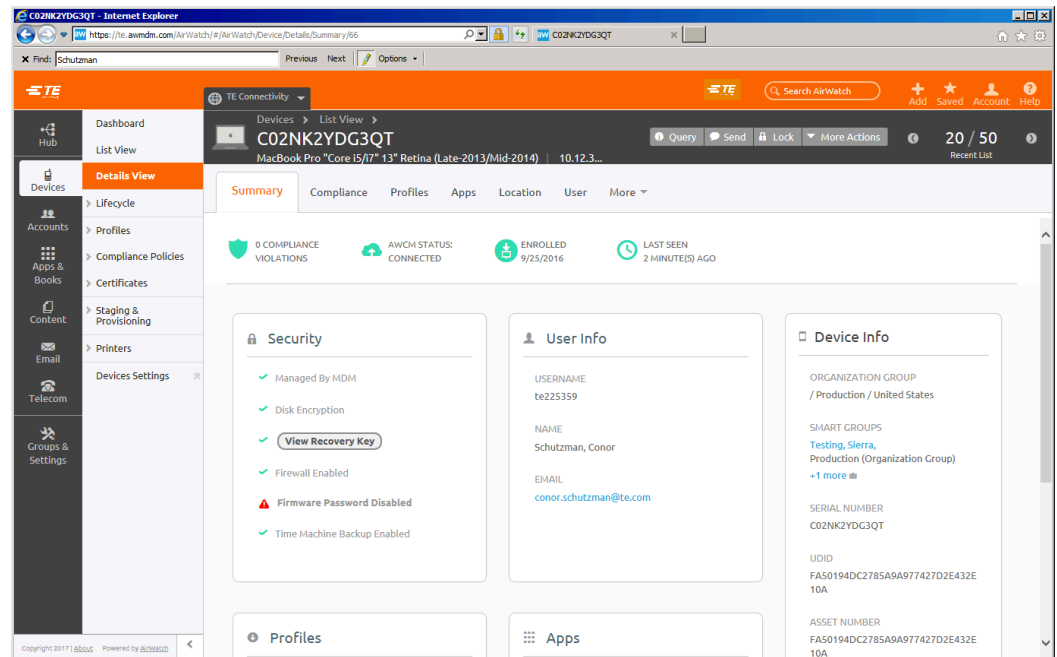 C02NK2YDG3QT - Internet Explorer
https://te.awmdm.com/AirWatch/#/AirWatch/Device/Details/Summary/66
C02NK2YDG3QT
Find: Schutzman
Previous Next Options
TE
TE Connectivity
TE
Search AirWatch
Add Saved Account Help
Hub
Devices
Accounts
Apps &
Books
Content
Email
Telecom
Groups &
Settings
Dashboard
List View
Details View
Lifecycle
Profiles
Compliance Policies
Certificates
Staging &
Provisioning
Printers
Devices Settings
Devices > List View >
C02NK2YDG3QT
MacBook Pro "Core i5/i7" 13" Retina (Late-2013/Mid-2014) | 10.12.3...
Query Send Lock More Actions
20 / 50
Recent List
Summary Compliance Profiles Apps Location User More
0 COMPLIANCE
VIOLATIONS
AWCM STATUS:
CONNECTED
ENROLLED
9/25/2016
LAST SEEN
2 MINUTE(S) AGO
Security
Managed By MDM
Disk Encryption
View Recovery Key
Firewall Enabled
Firmware Password Disabled
Time Machine Backup Enabled
User Info
USERNAME
te225359
NAME
Schutzman, Conor
EMAIL
conor.schutzman@te.com
Device Info
ORGANIZATION GROUP
/ Production / United States
SMART GROUPS
Testing, Sierra,
Production (Organization Group)
+1 more
SERIAL NUMBER
C02NK2YDG3QT
UDID
FA50194DC2785A9A977427D2E432E
10A
ASSET NUMBER
FA50194DC2785A9A977427D2E432E
10A
Profiles
Apps
Copyright 2017 | About Powered by AirWatch